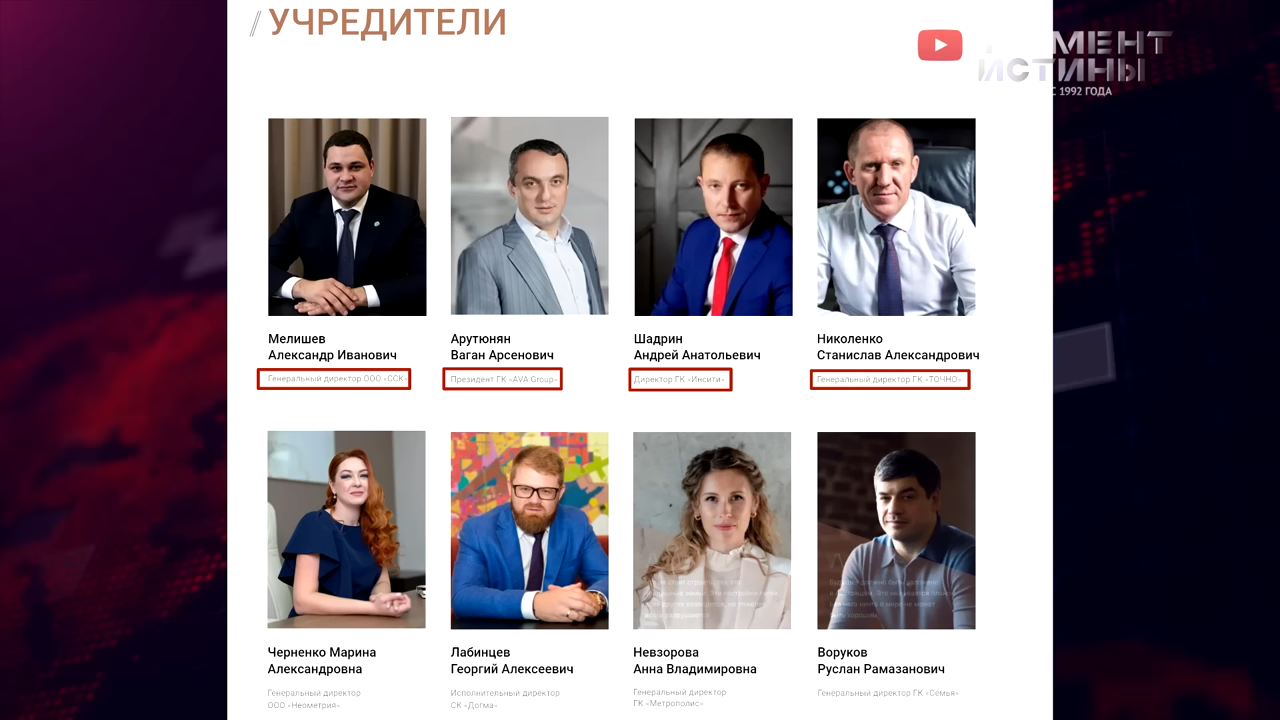 // УЧРЕДИТЕЛИ
МЕНТ
ИСТИНЫ
С 1992 ГОДА
Мелишев
Александр Иванович
Генеральный директор ООО «ССК»
Арутюнян
Ваган Арсенович
Президент ГК «AVA Group»
Шадрин
Андрей Анатольевич
Директор ГК «Инсити»
Николенко
Станислав Александрович
Генеральный директор ГК «ТОЧНО»
Черненко Марина
Александровна
Генеральный директор
ООО «Неометрия»
Лабинцев
Георгий Алексеевич
Исполнительный директор
СК «Догма»
Невзорова
Анна Владимировна
Генеральный директор
ГК «Метрополис»
Воруков
Руслан Рамазанович
Генеральный директор ГК «Семья»